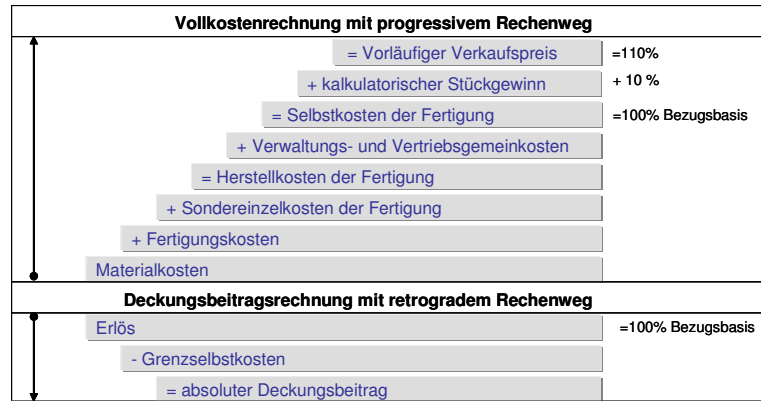 Vollkostenrechnung mit progressivem Rechenweg
= Vorläufiger Verkaufspreis =110%
+ kalkulatorischer Stückgewinn + 10 %
= Selbstkosten der Fertigung =100% Bezugsbasis
+ Verwaltungs- und Vertriebsgemeinkosten
= Herstellkosten der Fertigung
+ Sondereinzelkosten der Fertigung
+ Fertigungskosten
Materialkosten
Deckungsbeitragsrechnung mit retrogradem Rechenweg
Erlös =100% Bezugsbasis
- Grenzselbstkosten
= absoluter Deckungsbeitrag